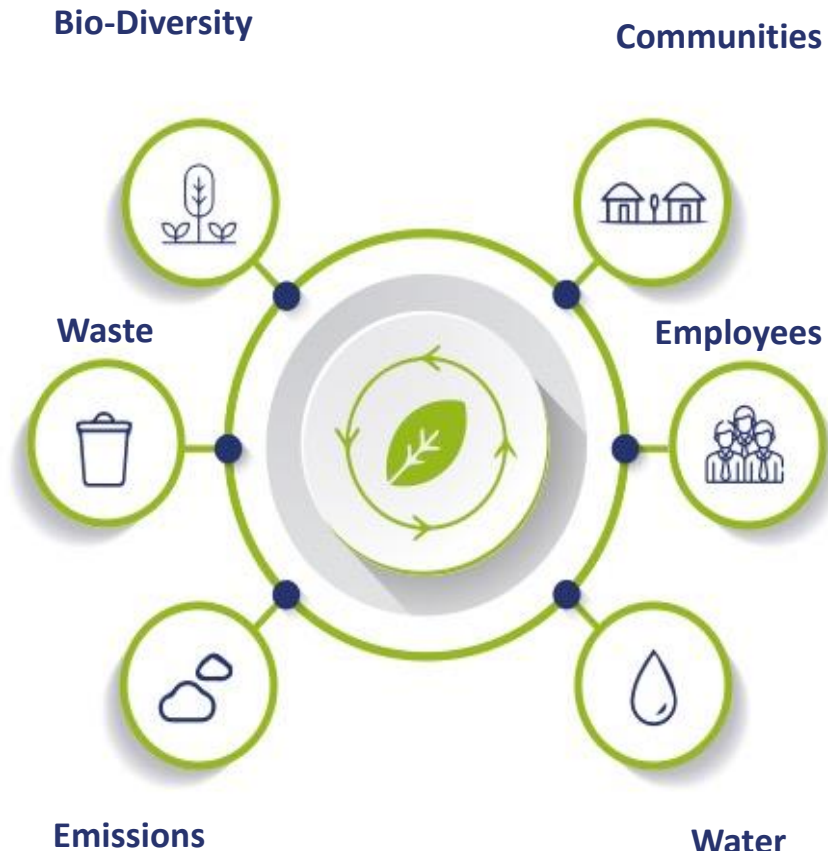 Bio-Diversity
Communities
Waste
Employees
Emissions
Water